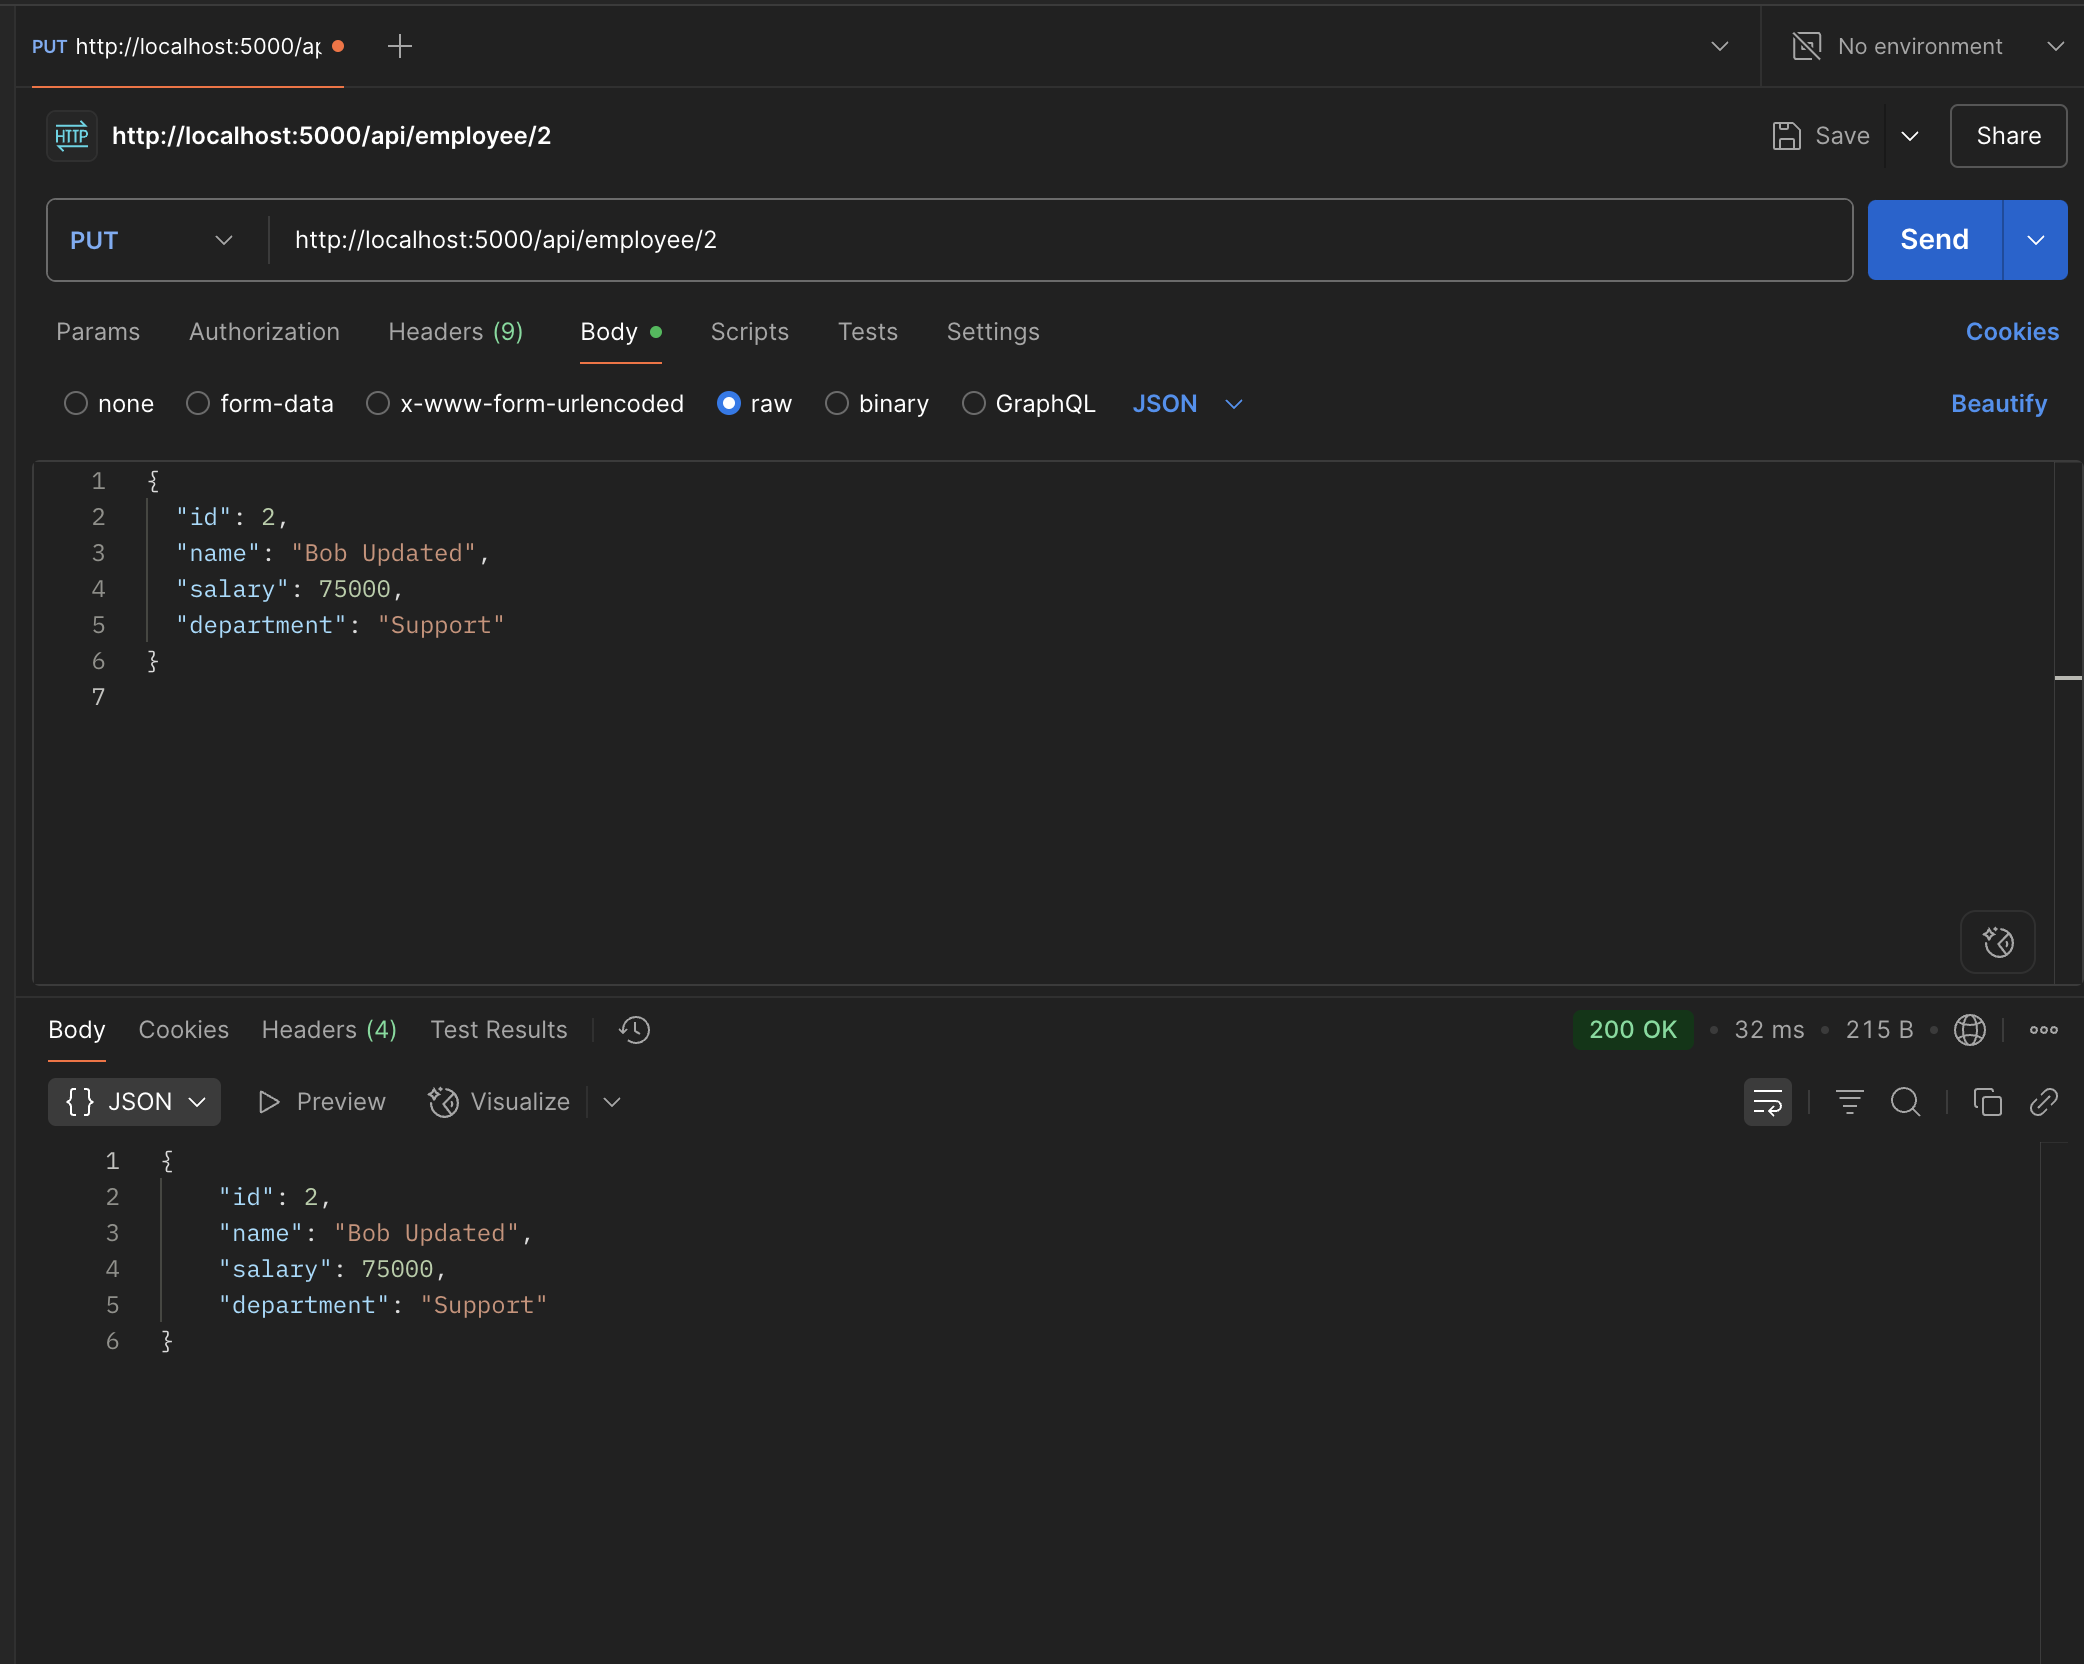 PUT http://localhost:5000/ap
No environment
HTTP http://localhost:5000/api/employee/2
Save
Share
PUT http://localhost:5000/api/employee/2
Send
Params Authorization Headers (9) Body Scripts Tests Settings Cookies
none form-data x-www-form-urlencoded raw binary GraphQL JSON Beautify
1 {
2 "id": 2,
3 "name": "Bob Updated",
4 "salary": 75000,
5 "department": "Support"
6 }
7
Body Cookies Headers (4) Test Results 200 OK • 32 ms • 215 B •
{} JSON Preview Visualize
1 {
2 "id": 2,
3 "name": "Bob Updated",
4 "salary": 75000,
5 "department": "Support"
6 }